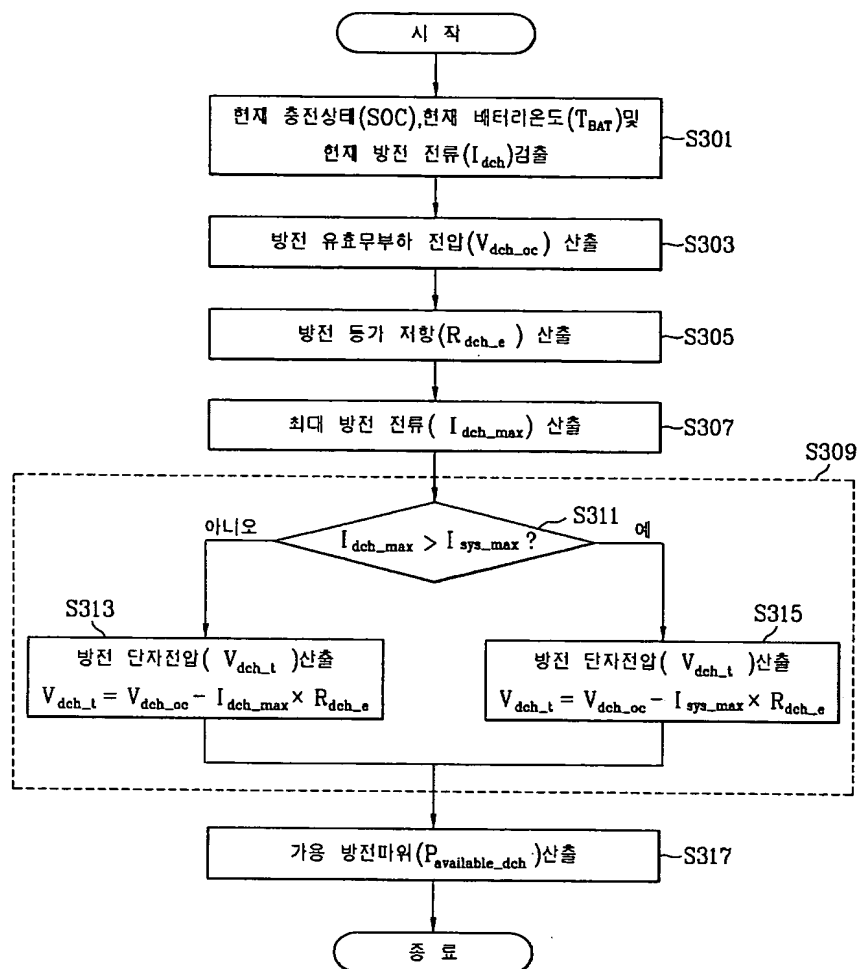 시 작
현재 충전상태(SOC),현재 배터리온도(T_BAT)및
현재 방전 전류(I_dch)검출
S301
방전 유효무부하 전압(V_dch_oc) 산출
S303
방전 등가 저항(R_dch_e ) 산출
S305
최대 방전 전류( I_dch_max) 산출
S307
S309
S311
아니오
I_dch_max > I_sys_max ?
예
S313
방전 단자전압( V_dch_t )산출
V_dch_t = V_dch_oc - I_dch_max × R_dch_e
S315
방전 단자전압( V_dch_t )산출
V_dch_t = V_dch_oc - I_sys_max × R_dch_e
가용 방전파워(P_available_dch)산출
S317
종 료